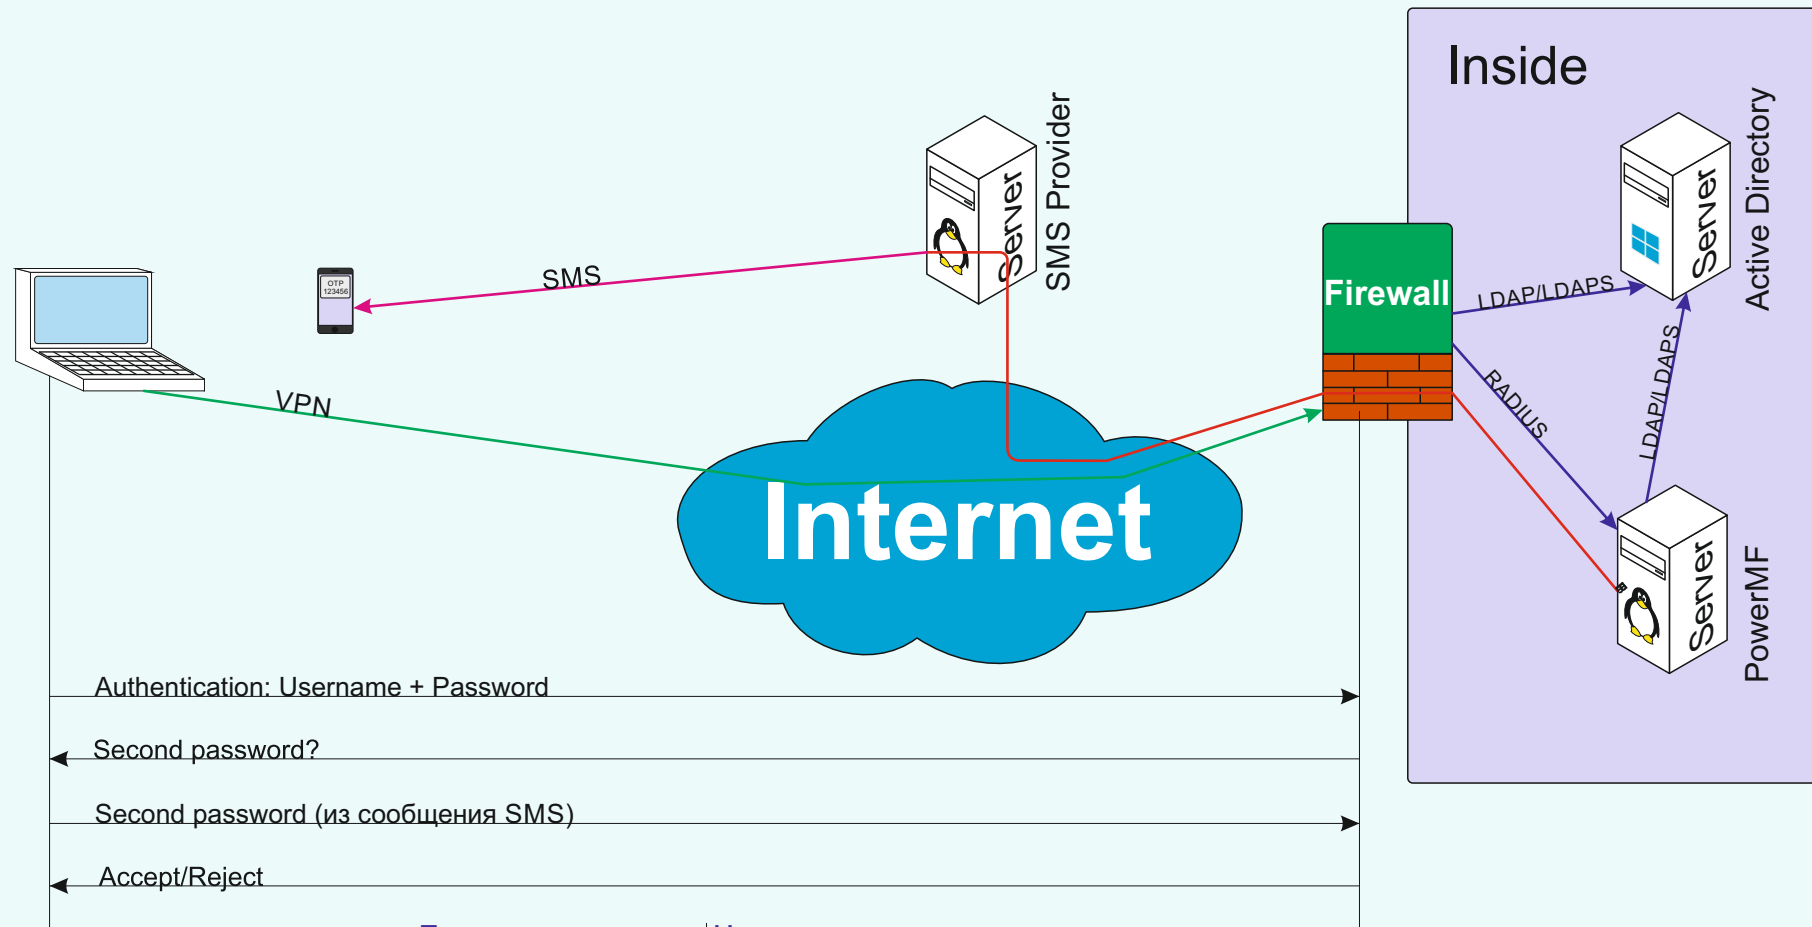 Inside
Server
SMS Provider
Server
Active Directory
OTP
123456
SMS
Firewall
LDAP/LDAPS
VPN
RADIUS
LDAP/LDAPS
Internet
Server
PowerMF
Authentication: Username + Password
Second password?
Second password (из сообщения SMS)
Accept/Reject